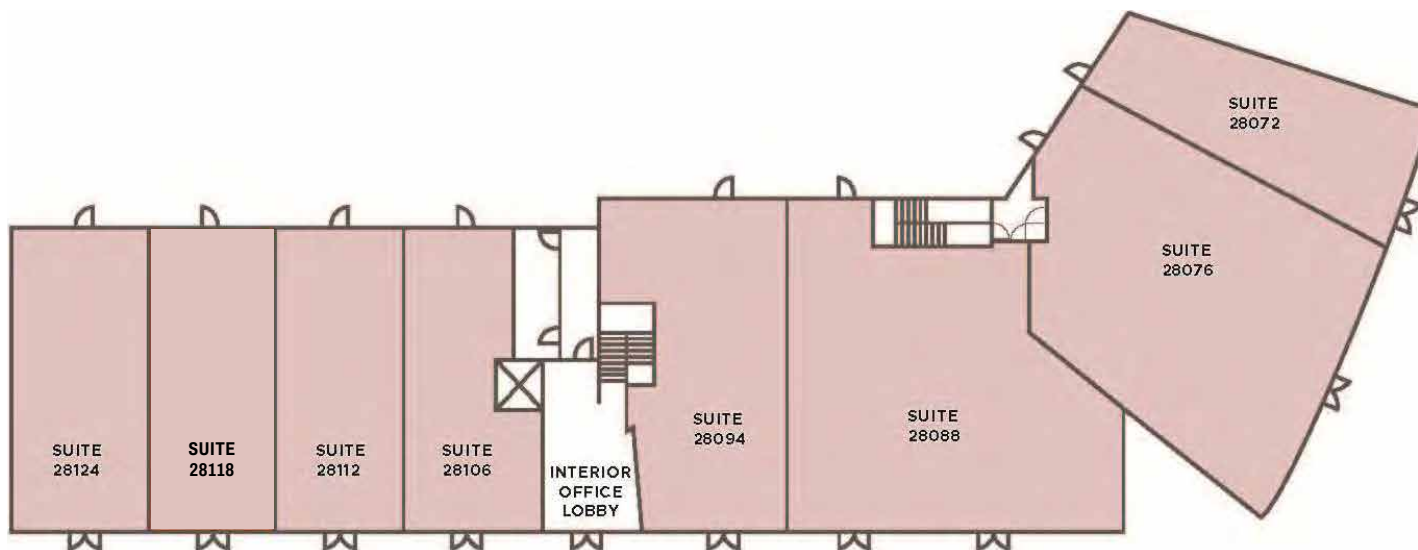 SUITE
28072
SUITE
28076
SUITE
28124
SUITE
28118
SUITE
28112
SUITE
28106
INTERIOR
OFFICE
LOBBY
SUITE
28094
SUITE
28088